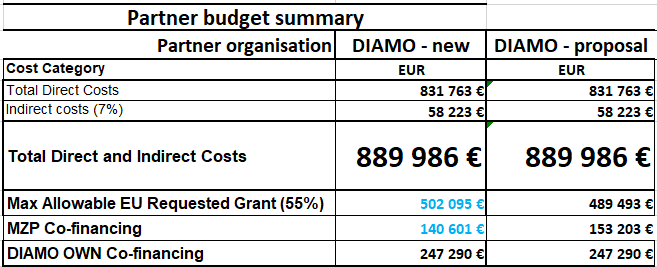 Partner budget summary
Partner organisation DIAMO - new DIAMO - proposal
Cost Category EUR EUR
Total Direct Costs 831 763 € 831 763 €
Indirect costs (7%) 58 223 € 58 223 €
Total Direct and Indirect Costs 889 986 € 889 986 €
Max Allowable EU Requested Grant (55%) 502 095 € 489 493 €
MZP Co-financing 140 601 € 153 203 €
DIAMO OWN Co-financing 247 290 € 247 290 €